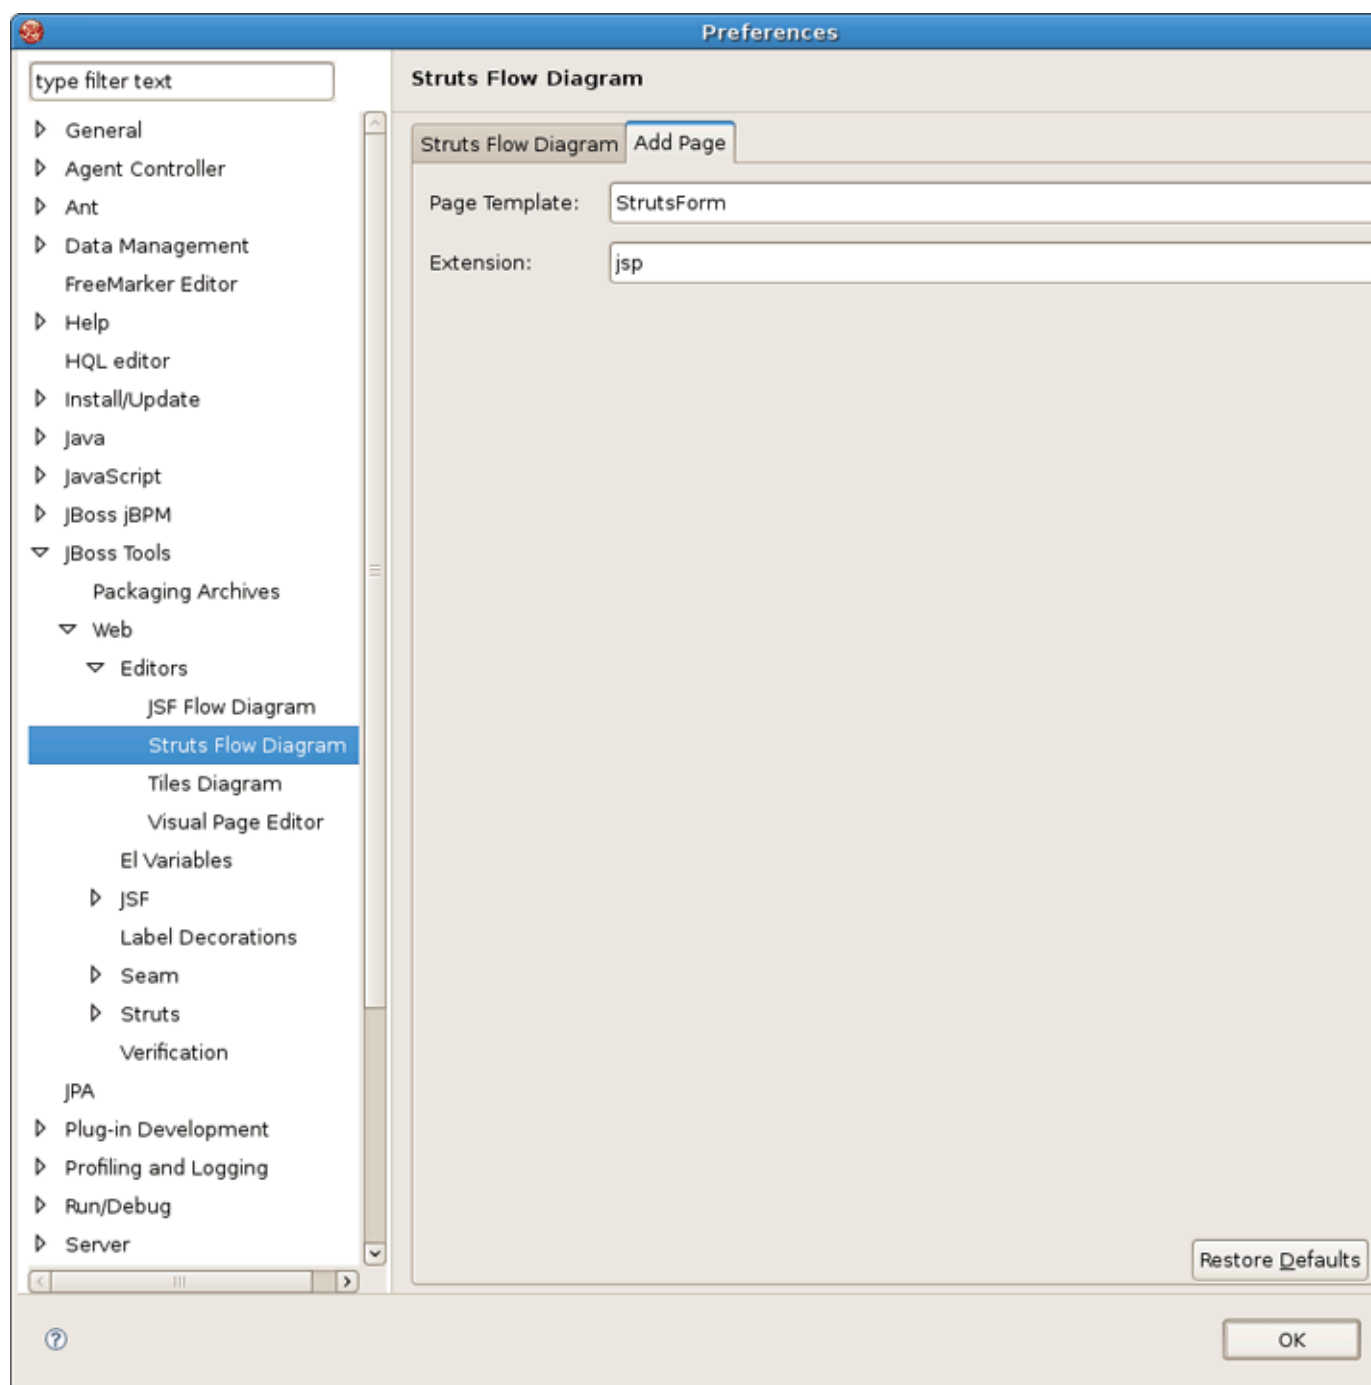 Preferences
type filter text
General
Agent Controller
Ant
Data Management
FreeMarker Editor
Help
HQL editor
Install/Update
Java
JavaScript
JBoss jBPM
JBoss Tools
Packaging Archives
Web
Editors
JSF Flow Diagram
Struts Flow Diagram
Tiles Diagram
Visual Page Editor
El Variables
JSF
Label Decorations
Seam
Struts
Verification
JPA
Plug-in Development
Profiling and Logging
Run/Debug
Server
Struts Flow Diagram
Struts Flow Diagram Add Page
Page Template: StrutsForm
Extension: jsp
Restore Defaults
OK